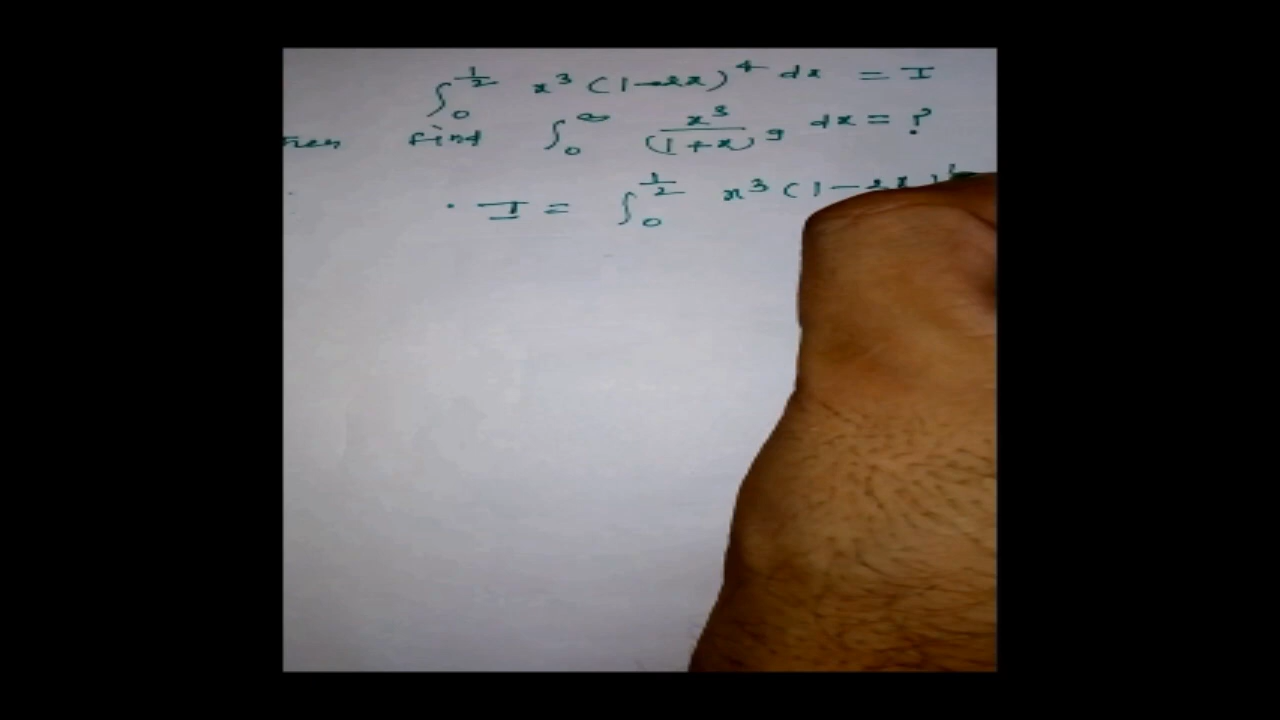 ∫₀^½ x³(1-2x)⁴ dx = I
find ∫₀^∞ x³/(1+x)⁹ dx = ?
I = ∫₀^½ x³(1-2x)